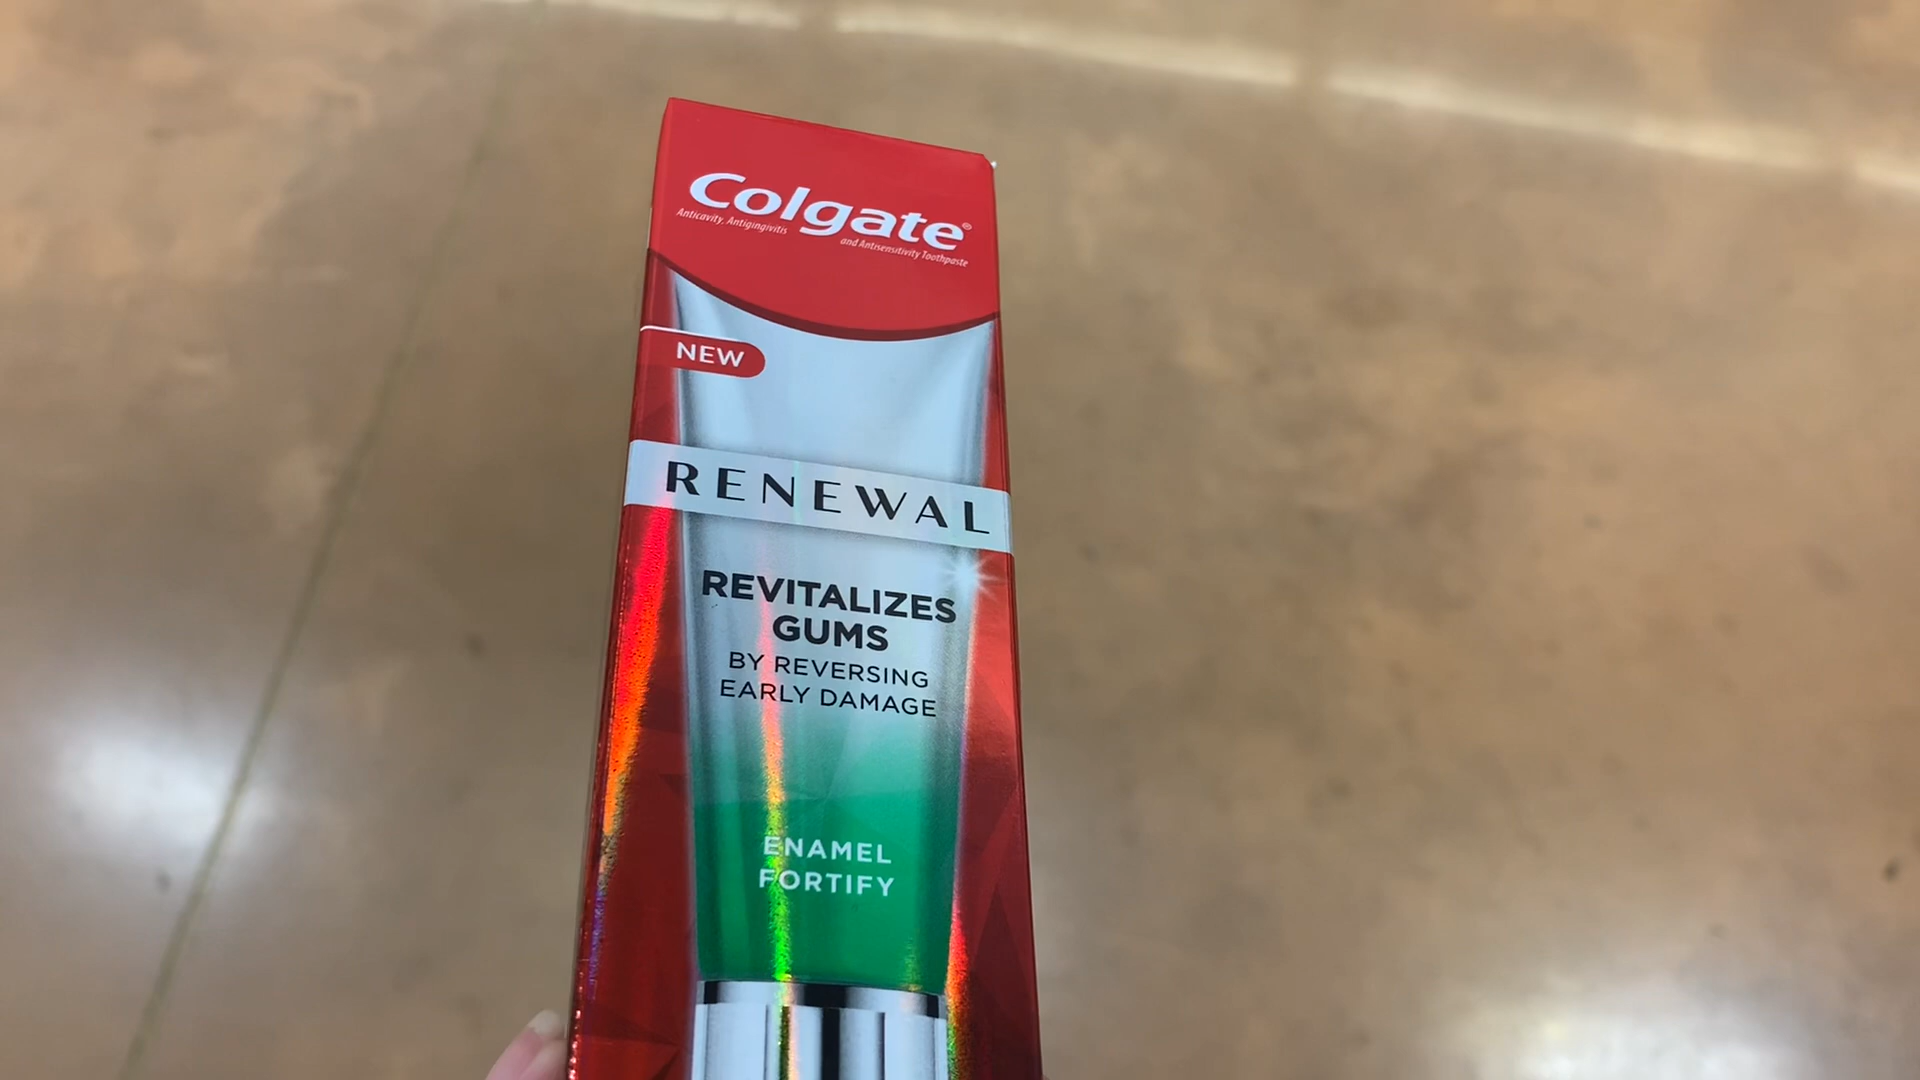 Colgate®
Anticavity, Antigingivitis
and Antisensitivity Toothpaste
NEW
RENEWAL
REVITALIZES
GUMS
BY REVERSING
EARLY DAMAGE
ENAMEL
FORTIFY